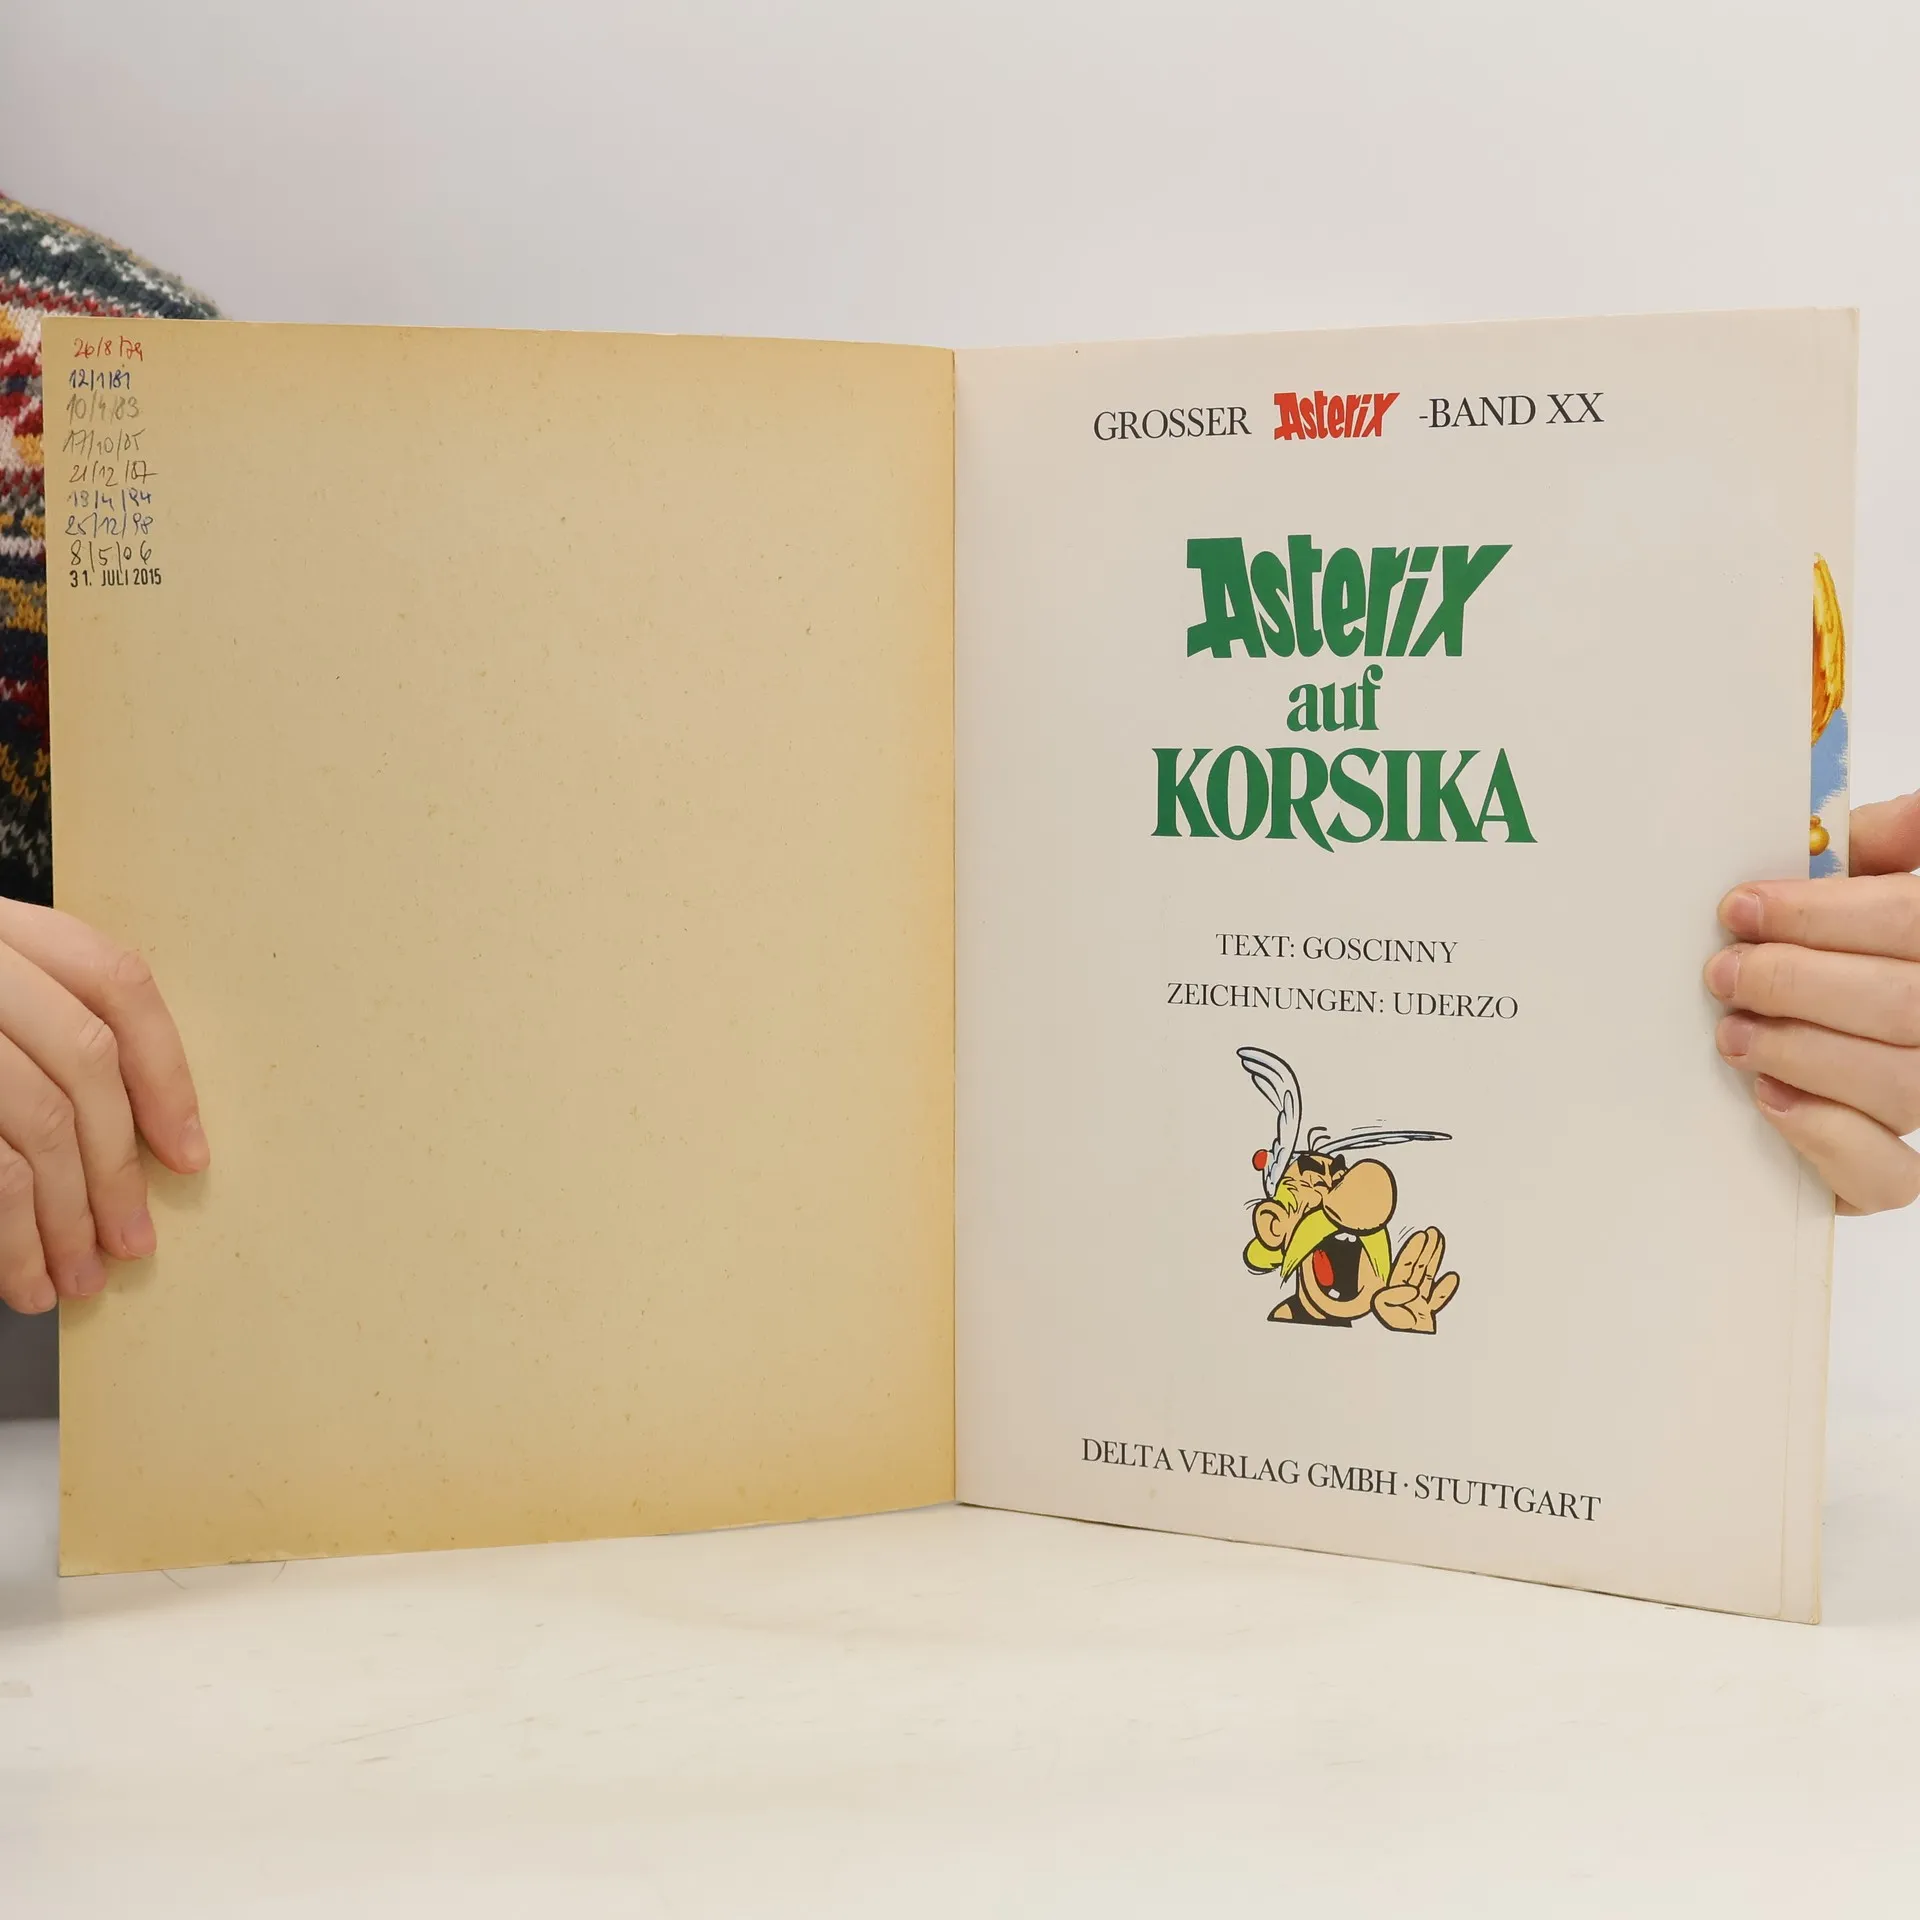 26/8/79
12/1/81
10/4/83
17/10/85
21/12/87
19/4/94
25/12/98
8/5/06
31. JULI 2015
GROSSER Asterix -BAND XX
Asterix
auf
KORSIKA
TEXT: GOSCINNY
ZEICHNUNGEN: UDERZO
DELTA VERLAG GMBH · STUTTGART